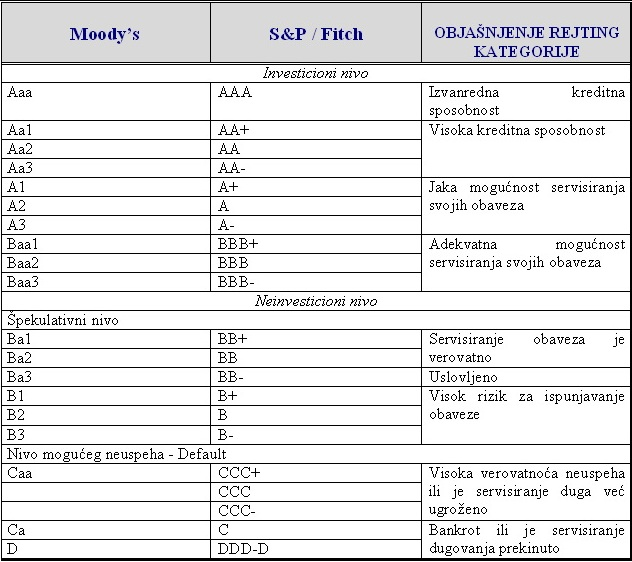 Moody's S&P / Fitch OBJAŠNJENJE REJTING
KATEGORIJE
Investicioni nivo
Aaa AAA Izvanredna kreditna
sposobnost
Aa1 AA+ Visoka kreditna sposobnost
Aa2 AA
Aa3 AA-
A1 A+ Jaka mogućnost servisiranja
A2 A svojih obaveza
A3 A-
Baa1 BBB+ Adekvatna mogućnost
Baa2 BBB servisiranja svojih obaveza
Baa3 BBB-
Neinvesticioni nivo
Špekulativni nivo
Ba1 BB+ Servisiranje obaveza je
Ba2 BB verovatno
Ba3 BB- Uslovljeno
B1 B+ Visok rizik za ispunjavanje
B2 B obaveze
B3 B-
Nivo mogućeg neuspeha - Default
Caa CCC+ Visoka verovatnoća neuspeha
CCC ili je servisiranje duga već
CCC- ugroženo
Ca C Bankrot ili je servisiranje
D DDD-D dugovanja prekinuto